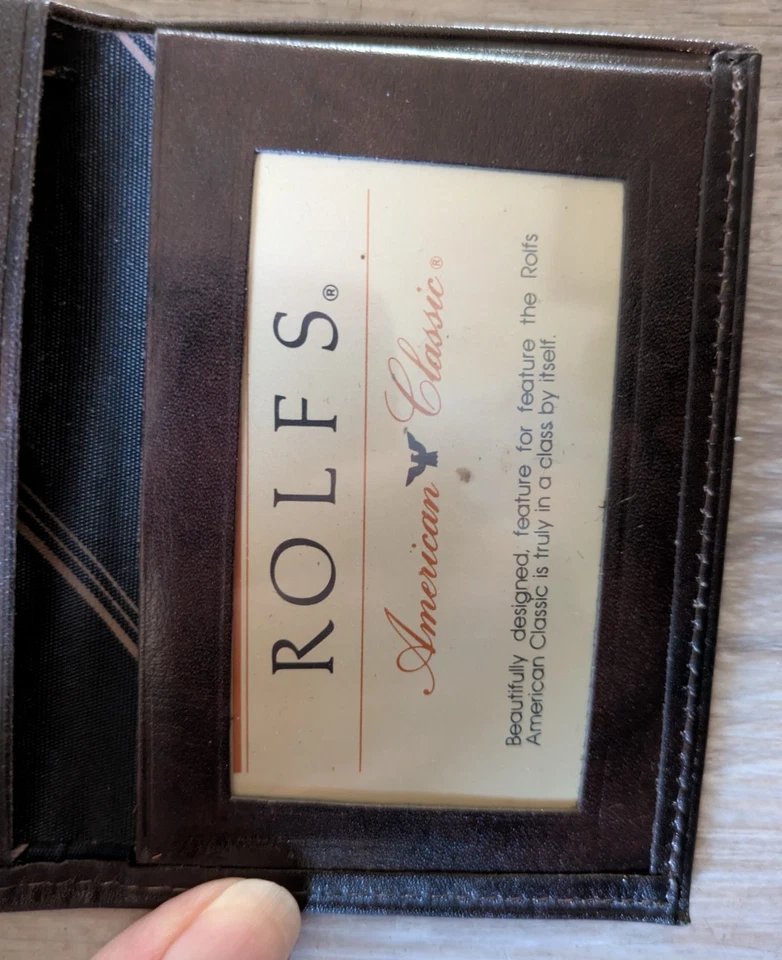 ROLFS®
American Classic®
Beautifully designed, feature for feature the Rolfs
American Classic is truly in a class by itself.